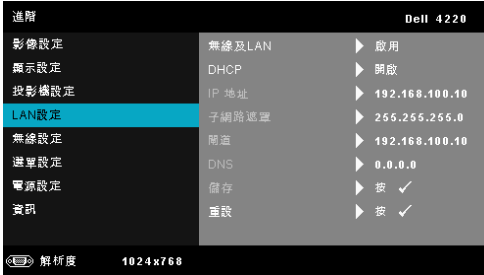 進階 Dell 4220
影像設定
顯示設定
投影機設定
LAN設定
無線設定
選單設定
電源設定
資訊
無線及LAN 啟用
DHCP 開啟
IP 地址 192.168.100.10
子網路遮罩 255.255.255.0
閘道 192.168.100.10
DNS 0.0.0.0
儲存 按 ✓
重設 按 ✓
解析度 1024x768